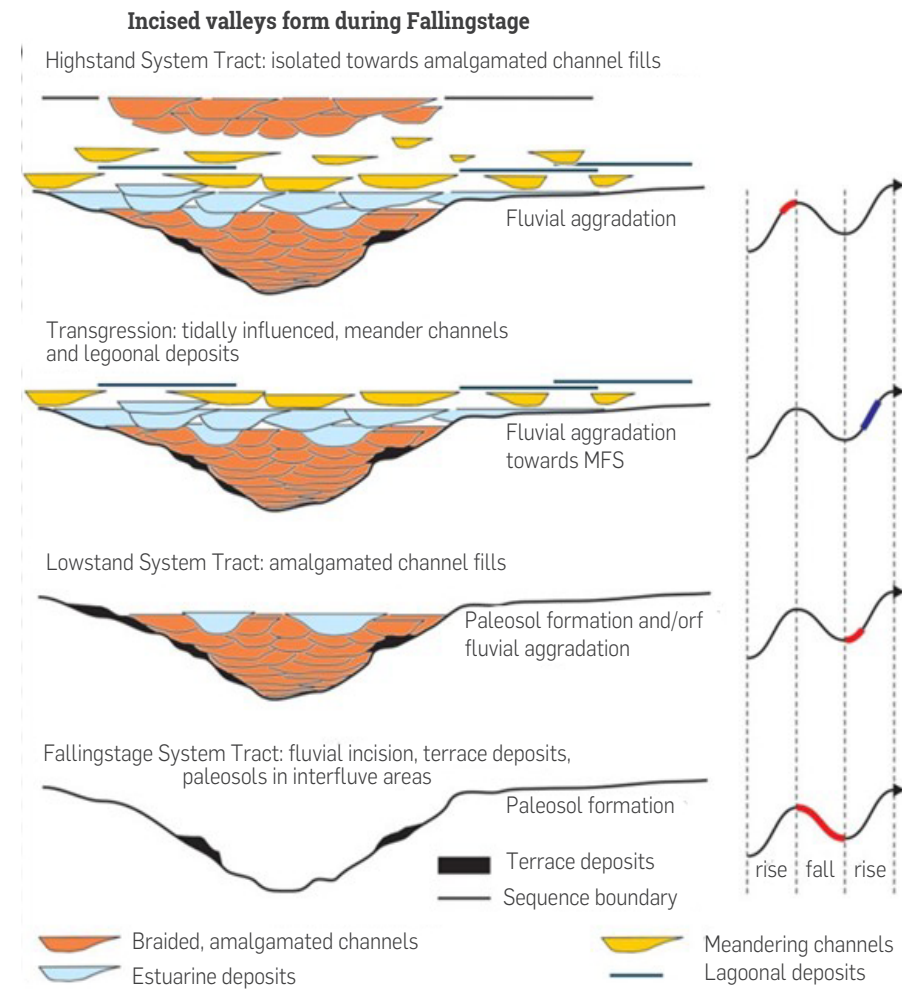 Incised valleys form during Fallingstage
Highstand System Tract: isolated towards amalgamated channel fills
Fluvial aggradation
Transgression: tidally influenced, meander channels
and legoonal deposits
Fluvial aggradation
towards MFS
Lowstand System Tract: amalgamated channel fills
Paleosol formation and/orf
fluvial aggradation
Fallingstage System Tract: fluvial incision, terrace deposits,
paleosols in interfluve areas
Paleosol formation
rise fall rise
Terrace deposits
Sequence boundary
Braided, amalgamated channels
Meandering channels
Estuarine deposits
Lagoonal deposits